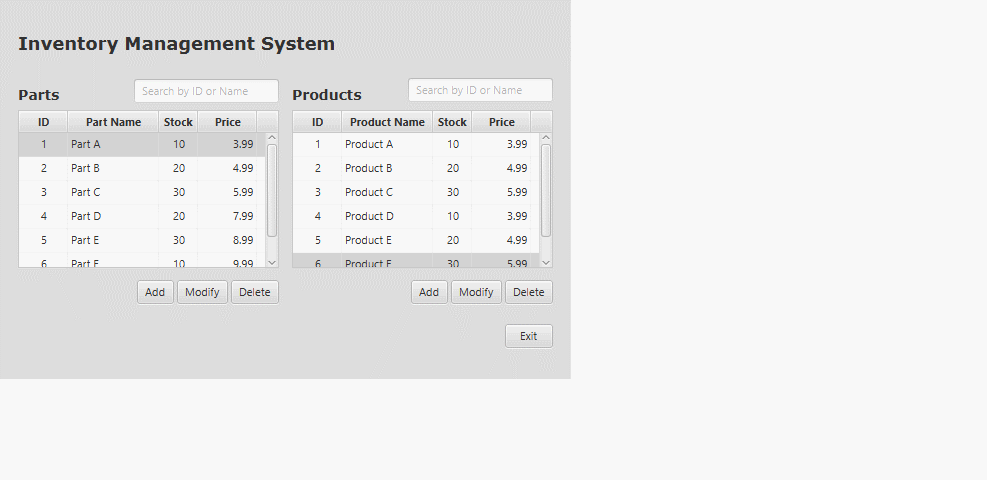 Inventory Management System
Parts
Search by ID or Name
ID Part Name Stock Price
1 Part A 10 3.99
2 Part B 20 4.99
3 Part C 30 5.99
4 Part D 20 7.99
5 Part E 30 8.99
6 Part F 10 9.99
Add Modify Delete
Products
Search by ID or Name
ID Product Name Stock Price
1 Product A 10 3.99
2 Product B 20 4.99
3 Product C 30 5.99
4 Product D 10 3.99
5 Product E 20 4.99
6 Product F 30 5.99
Add Modify Delete
Exit